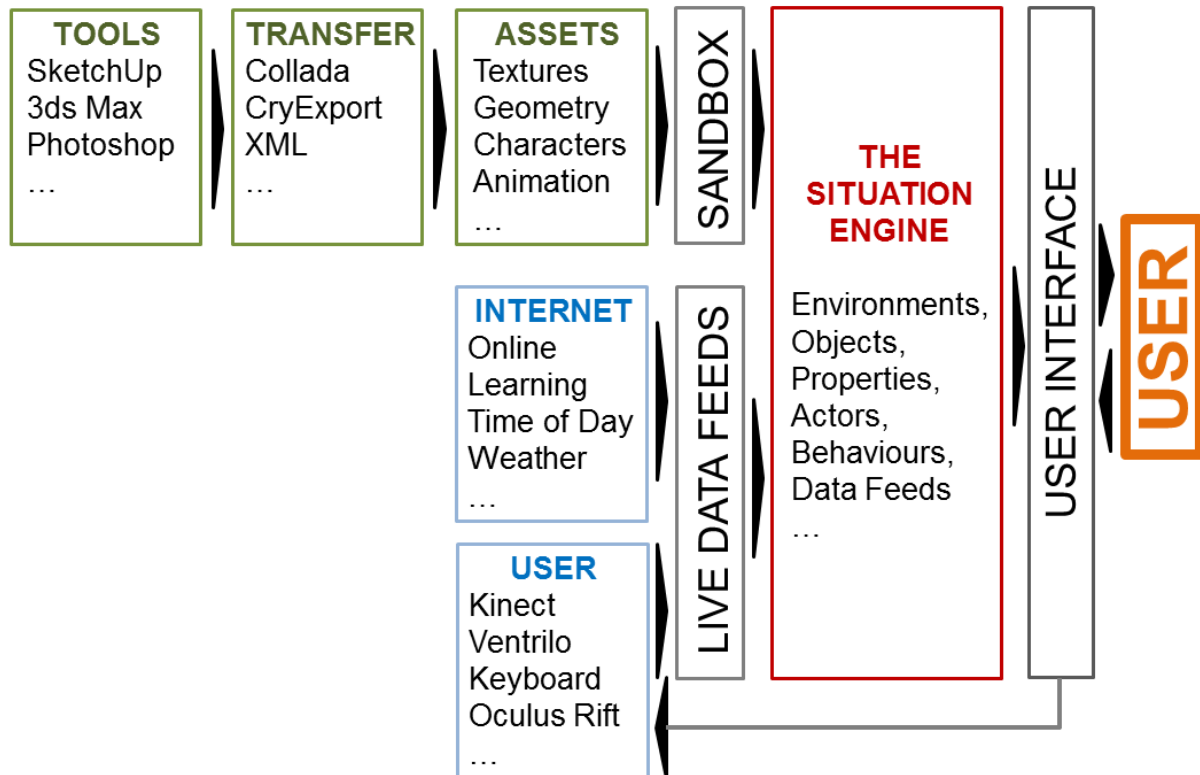 TOOLS
SketchUp
3ds Max
Photoshop
...
TRANSFER
Collada
CryExport
XML
...
ASSETS
Textures
Geometry
Characters
Animation
...
SANDBOX
INTERNET
Online
Learning
Time of Day
Weather
...
USER
Kinect
Ventrilo
Keyboard
Oculus Rift
...
LIVE DATA FEEDS
THE
SITUATION
ENGINE
Environments,
Objects,
Properties,
Actors,
Behaviours,
Data Feeds
...
USER INTERFACE
USER